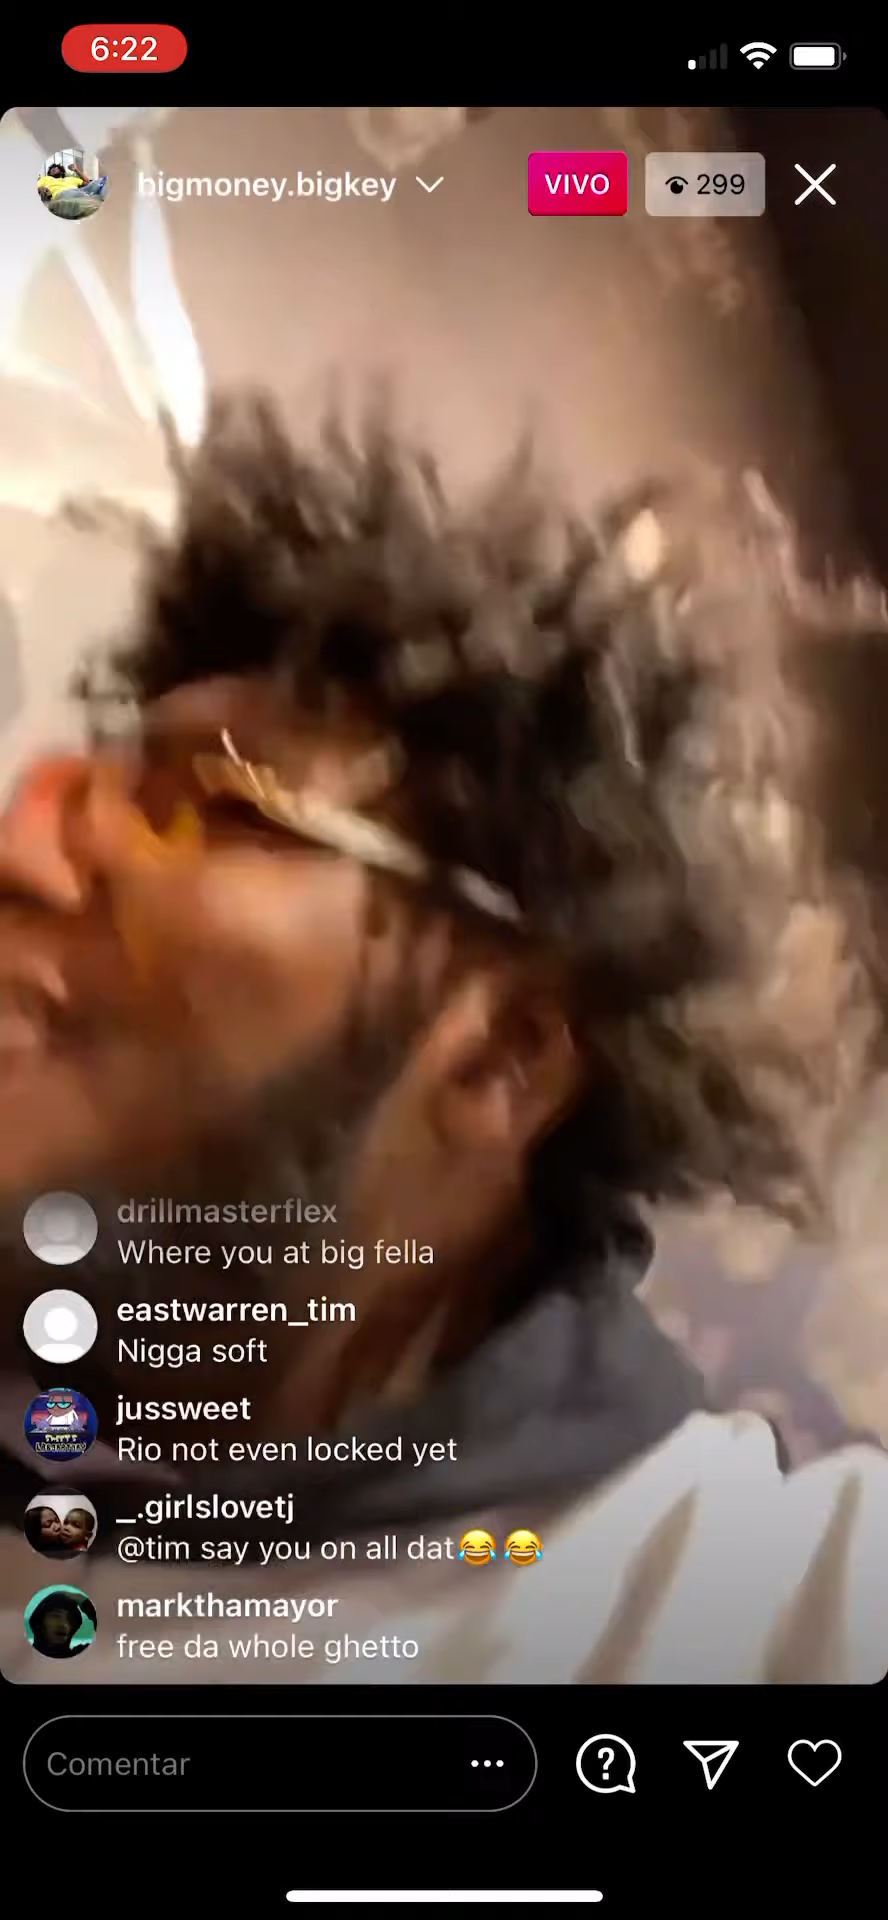 6:22
bigmoney.bigkey
VIVO
299
drillmasterflex
Where you at big fella
eastwarren_tim
Nigga soft
jussweet
Rio not even locked yet
_.girlslovetj
@tim say you on all dat😂😂
markthamayor
free da whole ghetto
Comentar